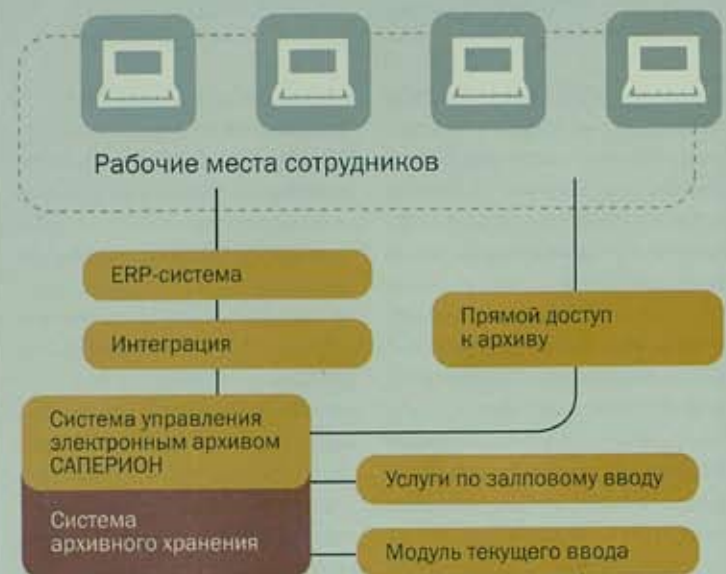 Рабочие места сотрудников
ERP-система
Интеграция
Прямой доступ
к архиву
Система управления
электронным архивом
САПЕРИОН
Услуги по залповому вводу
Система
архивного хранения
Модуль текущего ввода